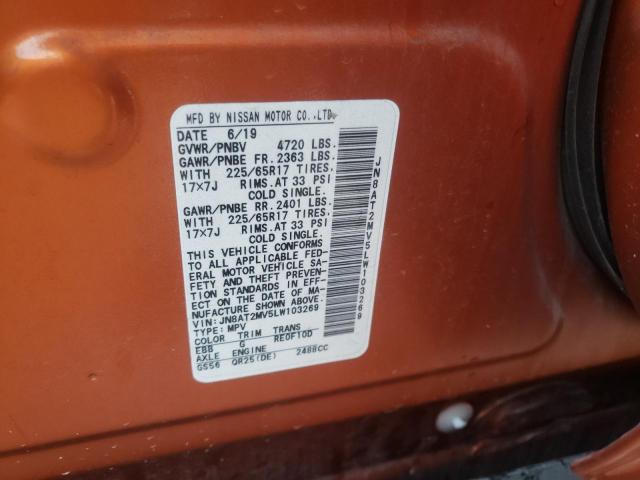 MFD BY NISSAN MOTOR CO.,LTD.
DATE 6/19
GVWR/PNBV 4720 LBS.
GAWR/PNBE FR. 2363 LBS.
WITH 225/65R17 TIRES.
17×7J RIMS.AT 33 PSI
COLD SINGLE.
GAWR/PNBE RR. 2401 LBS.
WITH 225/65R17 TIRES.
17×7J RIMS.AT 33 PSI
COLD SINGLE.
THIS VEHICLE CONFORMS
TO ALL APPLICABLE FED-
ERAL MOTOR VEHICLE SA-
FETY AND THEFT PREVEN-
TION STANDARDS IN EFF-
ECT ON THE DATE OF MA-
NUFACTURE SHOWN ABOVE.
VIN: JN8AT2MV5LW103269
TYPE: MPV
COLOR TRIM TRANS
EBB G RE0F10D
AXLE ENGINE
GS56 QR25(DE) 2488CC
JN8AT2MV5LW103269